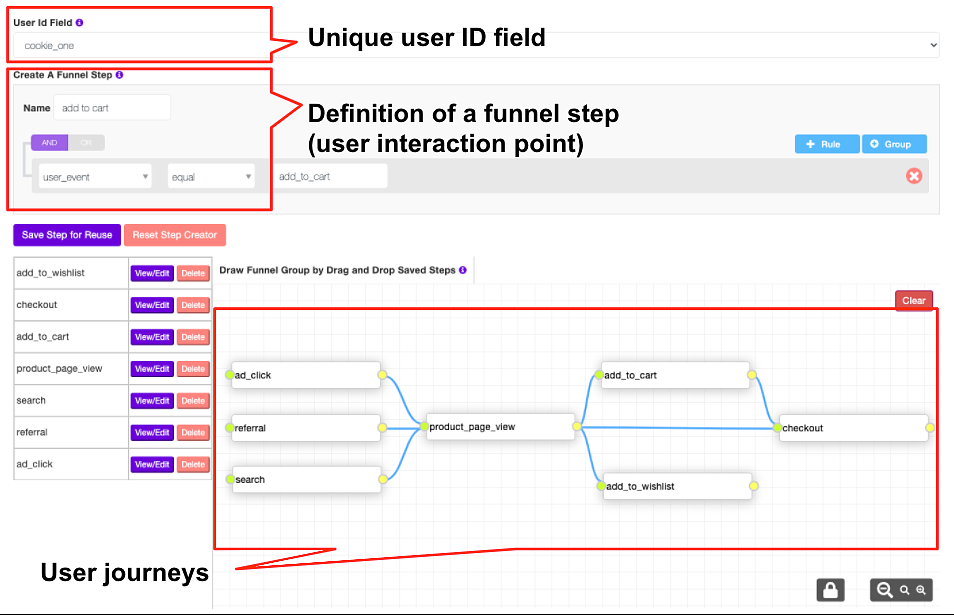 User Id Field
cookie_one
Unique user ID field
Create A Funnel Step
Name add to cart
Definition of a funnel step
(user interaction point)
AND OR
Rule Group
user_event equal add_to_cart
Save Step for Reuse Reset Step Creator
add_to_wishlist View/Edit Delete
checkout View/Edit Delete
add_to_cart View/Edit Delete
product_page_view View/Edit Delete
search View/Edit Delete
referral View/Edit Delete
ad_click View/Edit Delete
Draw Funnel Group by Drag and Drop Saved Steps
Clear
ad_click
referral
search
product_page_view
add_to_cart
add_to_wishlist
checkout
User journeys